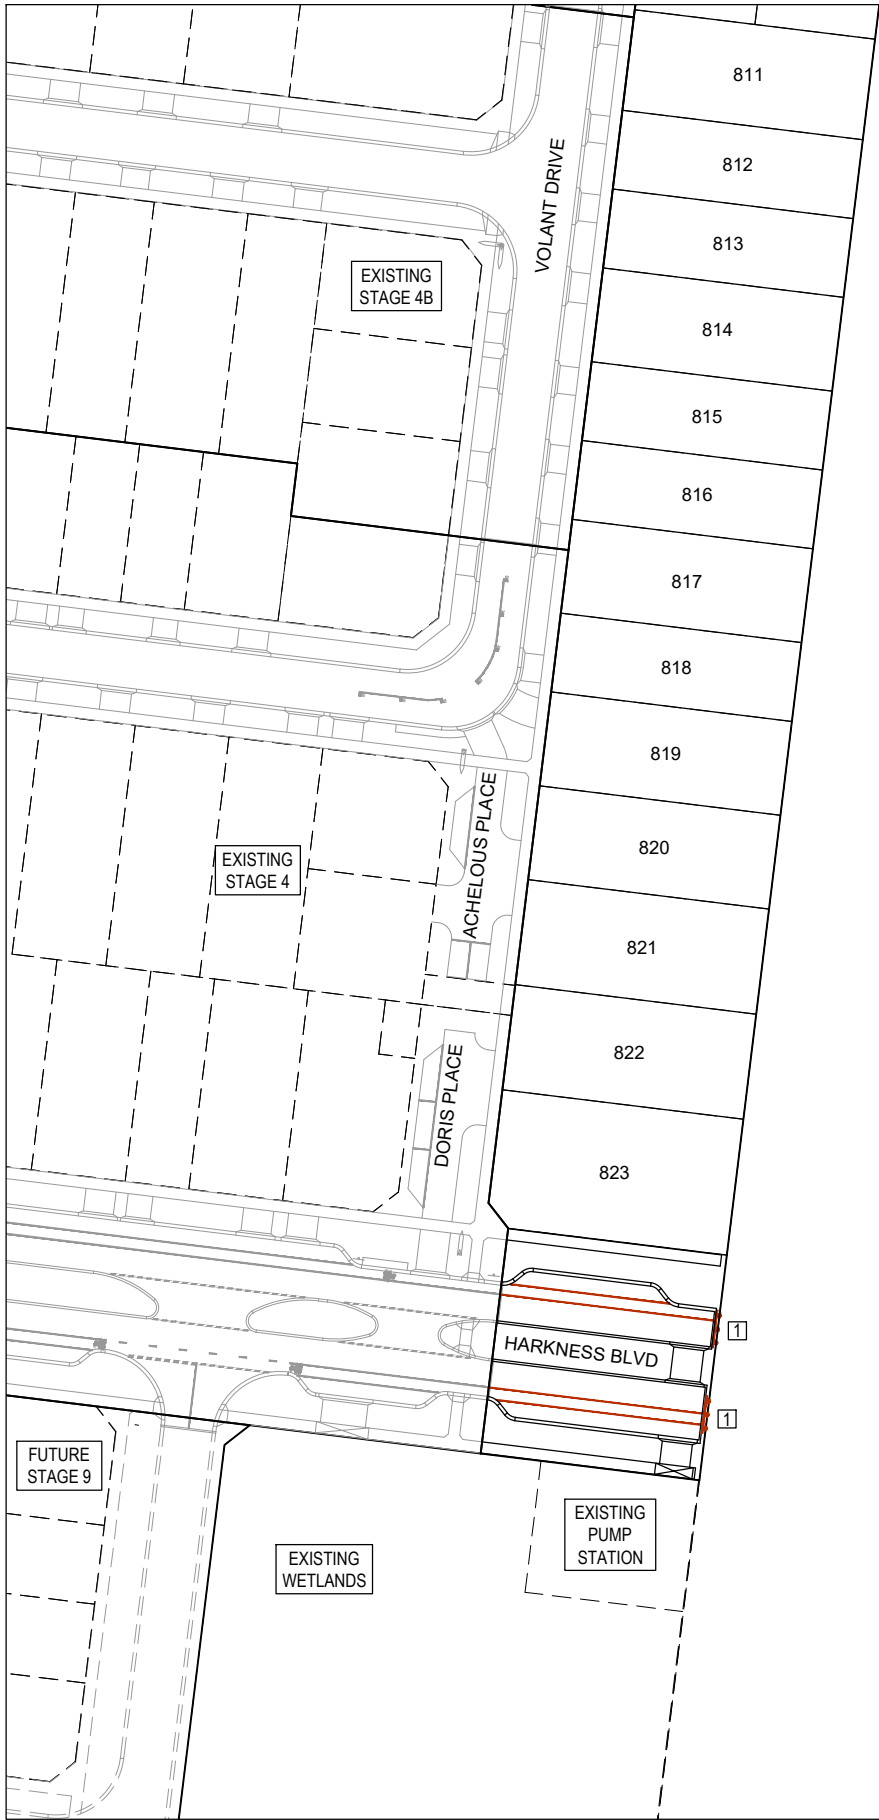 811
812
VOLANT DRIVE
813
EXISTING
STAGE 4B
814
815
816
817
818
819
ACHELOUS PLACE
820
EXISTING
STAGE 4
821
822
DORIS PLACE
823
1
HARKNESS BLVD
1
FUTURE
STAGE 9
EXISTING
PUMP
STATION
EXISTING
WETLANDS